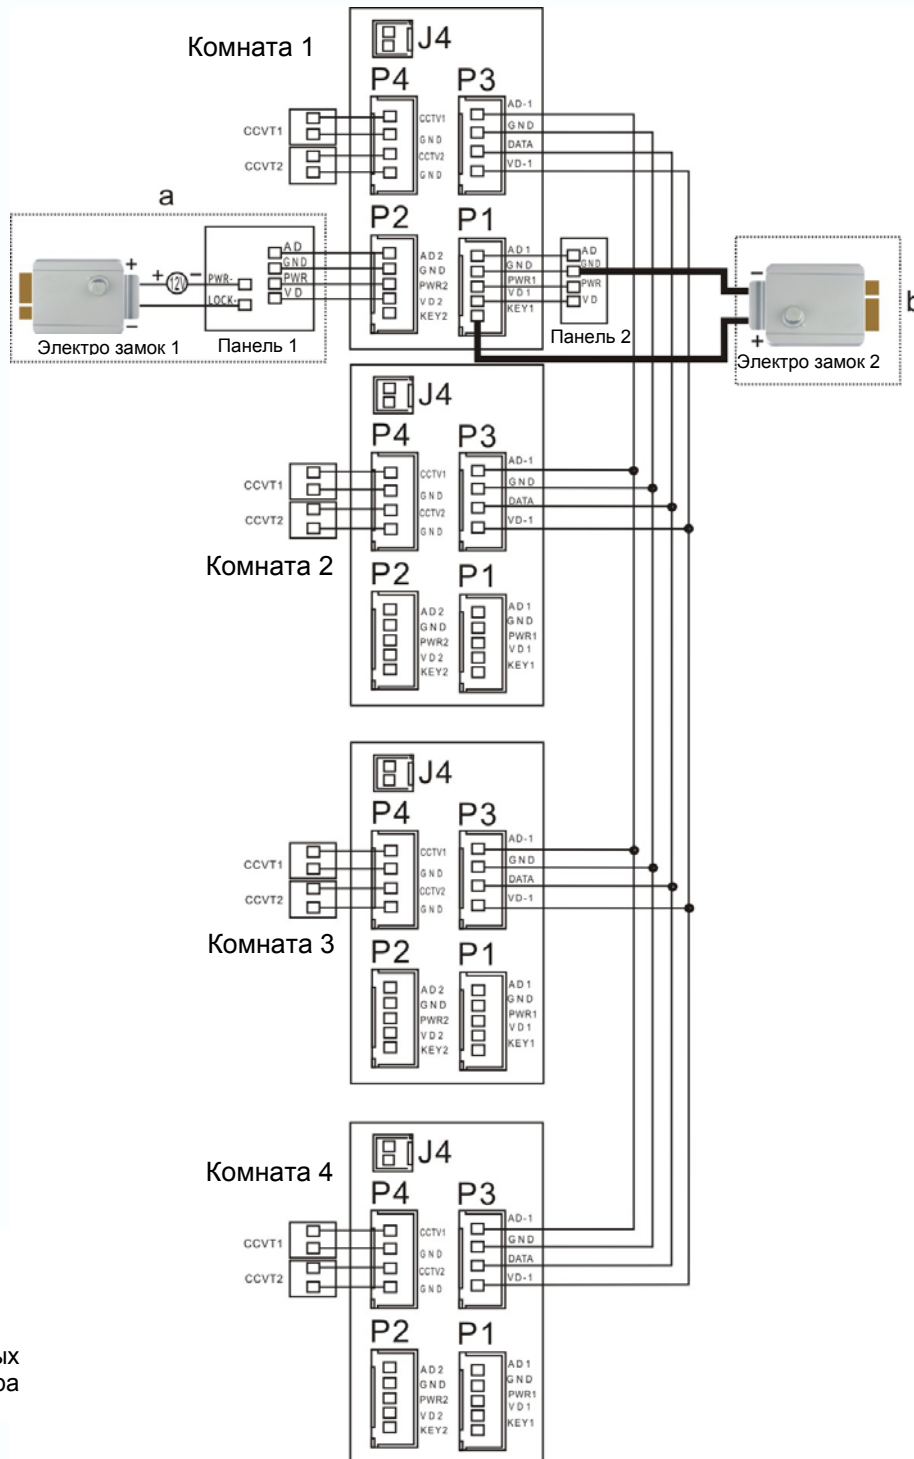 Комната 1
J4
P4
P3
CCVT1
CCVT2
CCTV1
GND
CCTV2
GND
AD-1
GND
DATA
VD-1
a
+
+ 12V -
-
PWR-
LOCK-
AD
GND
PWR
VD
Электро замок 1
Панель 1
P2
AD2
GND
PWR2
VD2
KEY2
P1
AD1
GND
PWR1
VD1
KEY1
AD
GND
PWR
VD
Панель 2
-
+
Электро замок 2
b
J4
P4
P3
CCVT1
CCVT2
CCTV1
GND
CCTV2
GND
AD-1
GND
DATA
VD-1
Комната 2
P2
P1
AD2
GND
PWR2
VD2
KEY2
AD1
GND
PWR1
VD1
KEY1
J4
P4
P3
CCVT1
CCVT2
CCTV1
GND
CCTV2
GND
AD-1
GND
DATA
VD-1
Комната 3
P2
P1
AD2
GND
PWR2
VD2
KEY2
AD1
GND
PWR1
VD1
KEY1
Комната 4
J4
P4
P3
CCVT1
CCVT2
CCTV1
GND
CCTV2
GND
AD-1
GND
DATA
VD-1
P2
P1
AD2
GND
PWR2
VD2
KEY2
AD1
GND
PWR1
VD1
KEY1
ых
ра